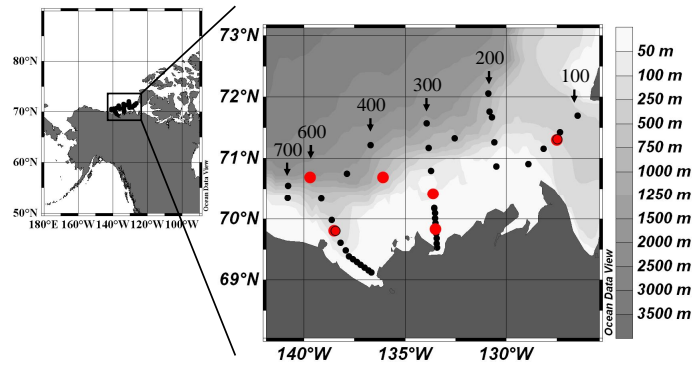 80°N
70°N
60°N
50°N
180°E 160°W 140°W 120°W 100°W
Ocean Data View
73°N
72°N
71°N
70°N
69°N
140°W
135°W
130°W
700
600
400
300
200
100
Ocean Data View
50 m
100 m
250 m
500 m
750 m
1000 m
1250 m
1500 m
2000 m
2500 m
3000 m
3500 m